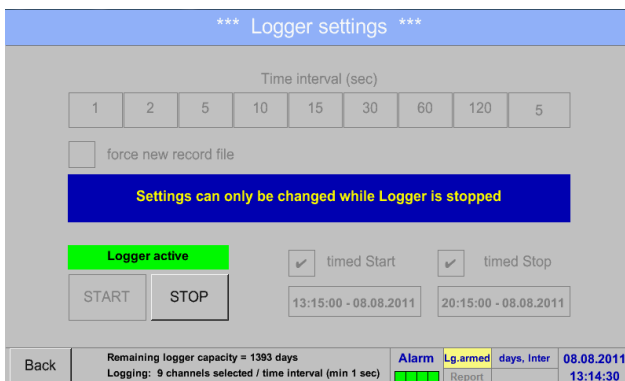 *** Logger settings ***
Time interval (sec)
1 2 5 10 15 30 60 120 5
force new record file
Settings can only be changed while Logger is stopped
Logger active
✔ timed Start ✔ timed Stop
START STOP 13:15:00 - 08.08.2011 20:15:00 - 08.08.2011
Back
Remaining logger capacity = 1393 days
Logging: 9 channels selected / time interval (min 1 sec)
Alarm Lg.armed days, Inter 08.08.2011
Report 13:14:30